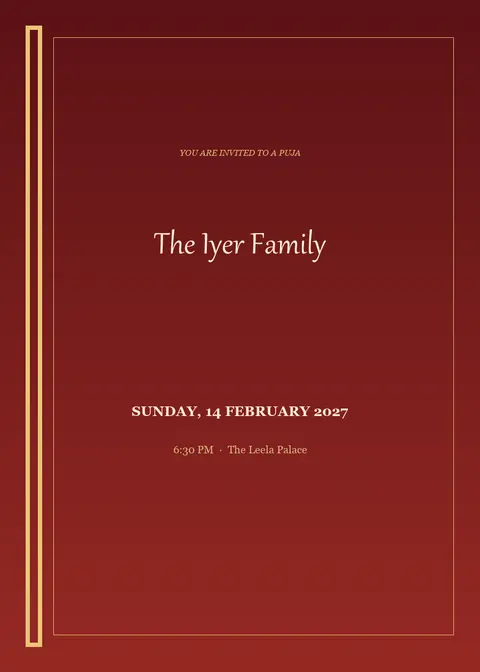 YOU ARE INVITED TO A PUJA
The Iyer Family
SUNDAY, 14 FEBRUARY 2027
6:30 PM · The Leela Palace